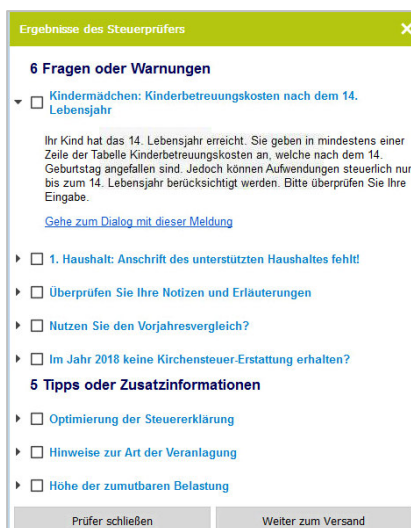 Ergebnisse des Steuerprüfers
6 Fragen oder Warnungen
Kindermädchen: Kinderbetreuungskosten nach dem 14.
Lebensjahr
Ihr Kind hat das 14. Lebensjahr erreicht. Sie geben in mindestens einer
Zeile der Tabelle Kinderbetreuungskosten an, welche nach dem 14.
Geburtstag angefallen sind. Jedoch können Aufwendungen steuerlich nur
bis zum 14. Lebensjahr berücksichtigt werden. Bitte überprüfen Sie Ihre
Eingabe.
Gehe zum Dialog mit dieser Meldung
1. Haushalt: Anschrift des unterstützten Haushaltes fehlt!
Überprüfen Sie Ihre Notizen und Erläuterungen
Nutzen Sie den Vorjahresvergleich?
Im Jahr 2018 keine Kirchensteuer-Erstattung erhalten?
5 Tipps oder Zusatzinformationen
Optimierung der Steuererklärung
Hinweise zur Art der Veranlagung
Höhe der zumutbaren Belastung
Prüfer schließen
Weiter zum Versand